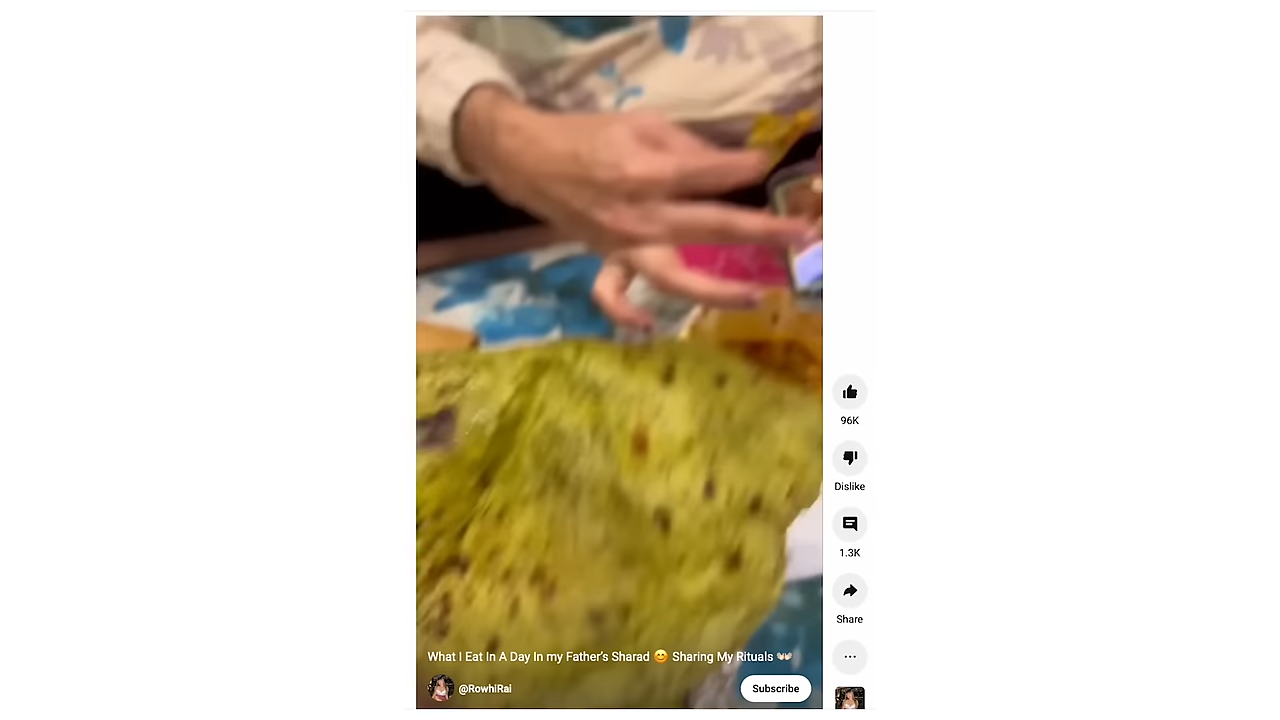 96K
Dislike
1.3K
Share
What I Eat In A Day In my Father's Sharad 😊 Sharing My Rituals 👐🏻
@RowhiRai
Subscribe